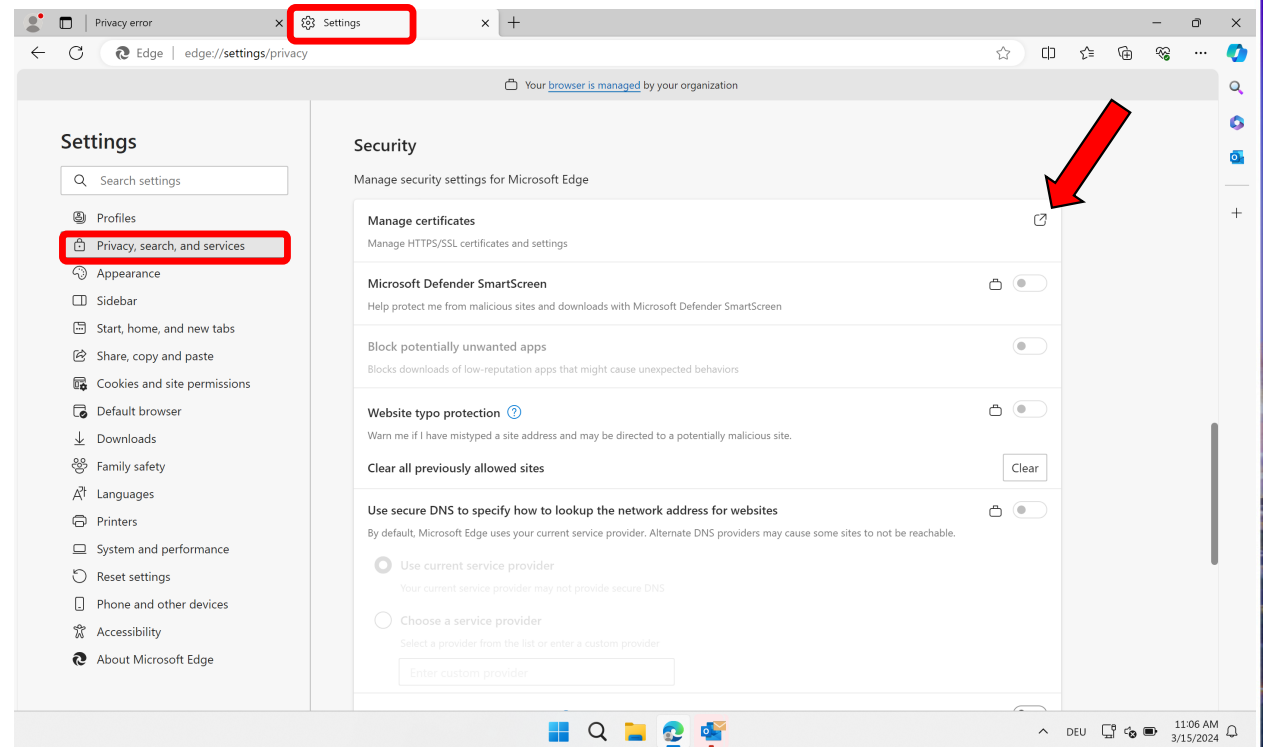 Privacy error
Settings
Edge
edge://settings/privacy
Your browser is managed by your organization
Settings
Search settings
Profiles
Privacy, search, and services
Appearance
Sidebar
Start, home, and new tabs
Share, copy and paste
Cookies and site permissions
Default browser
Downloads
Family safety
Languages
Printers
System and performance
Reset settings
Phone and other devices
Accessibility
About Microsoft Edge
Security
Manage security settings for Microsoft Edge
Manage certificates
Manage HTTPS/SSL certificates and settings
Microsoft Defender SmartScreen
Help protect me from malicious sites and downloads with Microsoft Defender SmartScreen
Block potentially unwanted apps
Blocks downloads of low-reputation apps that might cause unexpected behaviors
Website typo protection
Warn me if I have mistyped a site address and may be directed to a potentially malicious site.
Clear all previously allowed sites
Clear
Use secure DNS to specify how to lookup the network address for websites
By default, Microsoft Edge uses your current service provider. Alternate DNS providers may cause some sites to not be reachable.
Use current service provider
Your current service provider may not provide secure DNS
Choose a service provider
Select a provider from the list or enter a custom provider
Enter custom provider
DEU
11:06 AM
3/15/2024